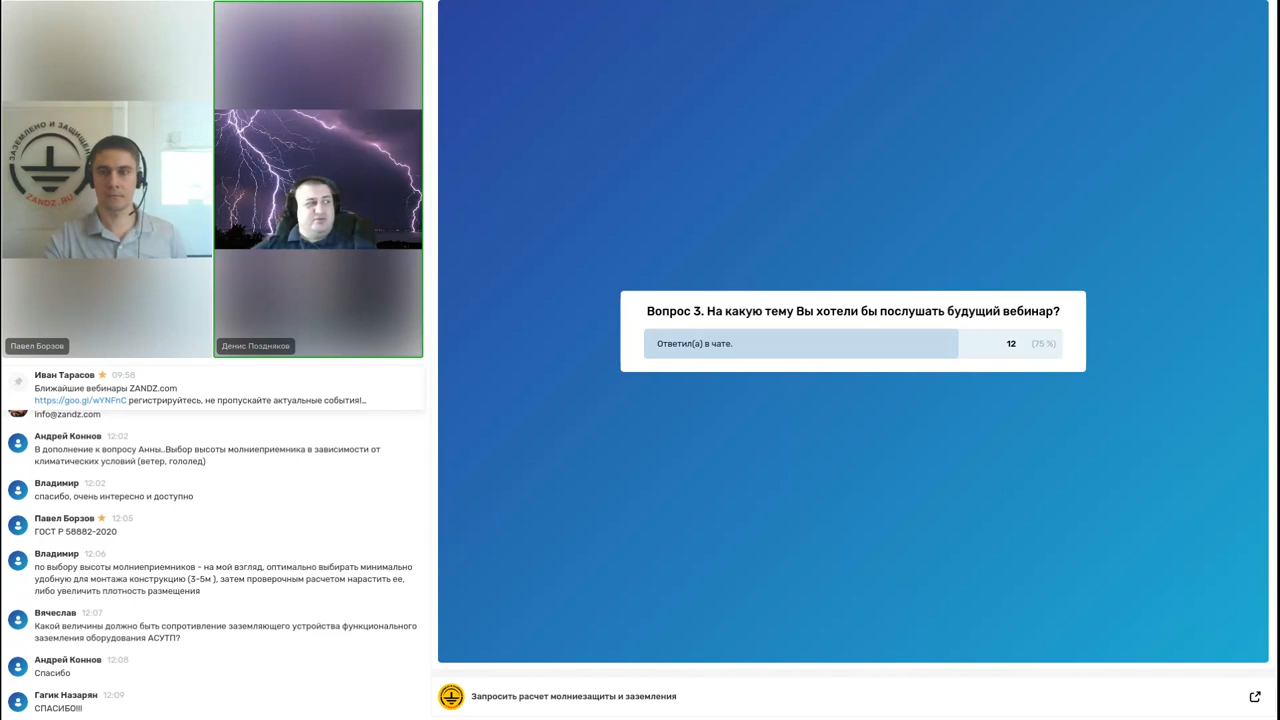 ЗАЗЕМЛЕНО И ЗАЩИЩЕНО
ZANDZ.RU
Павел Борзов
Денис Поздняков
Иван Тарасов 09:58
Ближайшие вебинары ZANDZ.com
https://goo.gl/wYNFnC регистрируйтесь, не пропускайте актуальные события!…
info@zandz.com
Андрей Коннов 12:02
В дополнение к вопросу Анны..Выбор высоты молниеприемника в зависимости от
климатических условий (ветер, гололед)
Владимир 12:02
спасибо, очень интересно и доступно
Павел Борзов 12:05
ГОСТ Р 58882-2020
Владимир 12:06
по выбору высоты молниеприемников - на мой взгляд, оптимально выбирать минимально
удобную для монтажа конструкцию (3-5м ), затем проверочным расчетом нарастить ее,
либо увеличить плотность размещения
Вячеслав 12:07
Какой величины должно быть сопротивление заземляющего устройства функционального
заземления оборудования АСУТП?
Андрей Коннов 12:08
Спасибо
Гагик Назарян 12:09
СПАСИБО!!!
Вопрос 3. На какую тему Вы хотели бы послушать будущий вебинар?
Ответил(а) в чате. 12 (75 %)
Запросить расчет молниезащиты и заземления